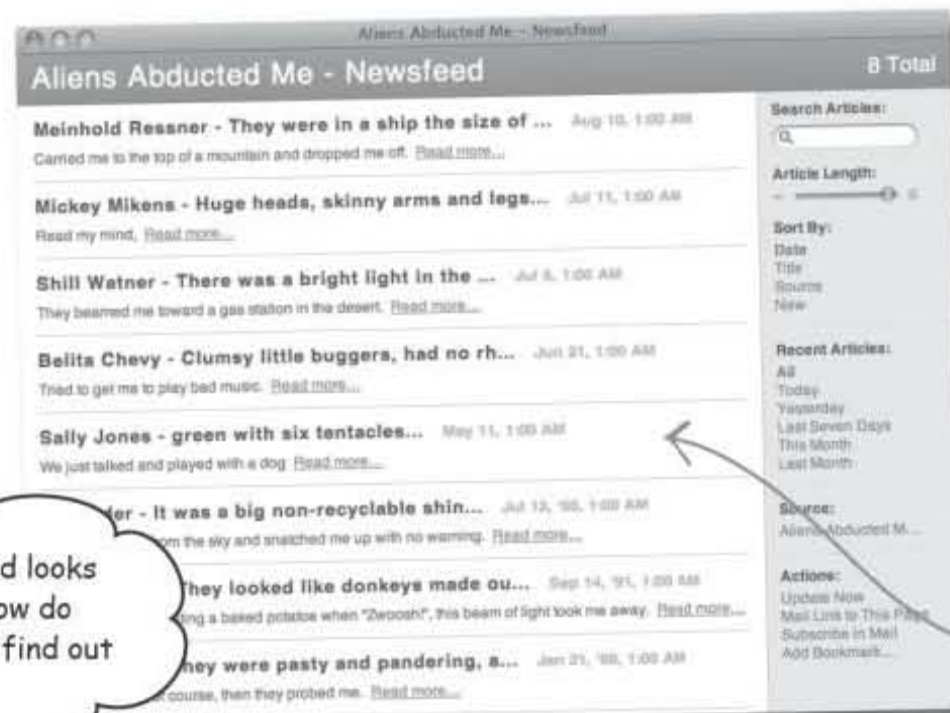 Aliens Abducted Me - Newsfeed
Aliens Abducted Me - Newsfeed 8 Total
Meinhold Ressner - They were in a ship the size of ... Aug 10, 1:00 AM
Carried me to the top of a mountain and dropped me off. Read more...
Mickey Mikens - Huge heads, skinny arms and legs... Jul 11, 1:00 AM
Read my mind, Read more...
Shill Watner - There was a bright light in the ... Jul 5, 1:00 AM
They beamed me toward a gas station in the desert. Read more...
Belita Chevy - Clumsy little buggers, had no rh... Jun 21, 1:00 AM
Tried to get me to play bad music. Read more...
Sally Jones - green with six tentacles... May 11, 1:00 AM
We just talked and played with a dog Read more...
der - It was a big non-recyclable shin... Jul 12, 1:00 AM
om the sky and snatched me up with no warning. Read more...
They looked like donkeys made ou... Sep 14, '91, 1:00 AM
ng a baked potatoe when "Zwoosh!", this beam of light took me away. Read more...
hey were pasty and pandering, a... Jan 21, 1:00 AM
course, then they probed me. Read more...
d looks
ow do
find out
Search Articles:
Article Length:
Sort By:
Date
Title
Source
New
Recent Articles:
All
Today
Yesterday
Last Seven Days
This Month
Last Month
Source:
Aliens Abducted M...
Actions:
Update Now
Mail Link to This Page
Subscribe in Mail
Add Bookmark...